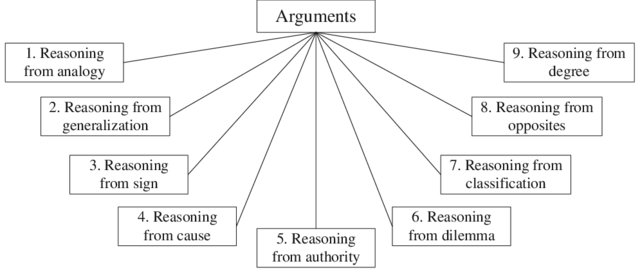 Arguments
1. Reasoning
from analogy
2. Reasoning from
generalization
3. Reasoning
from sign
4. Reasoning
from cause
5. Reasoning
from authority
6. Reasoning
from dilemma
7. Reasoning from
classification
8. Reasoning from
opposites
9. Reasoning from
degree